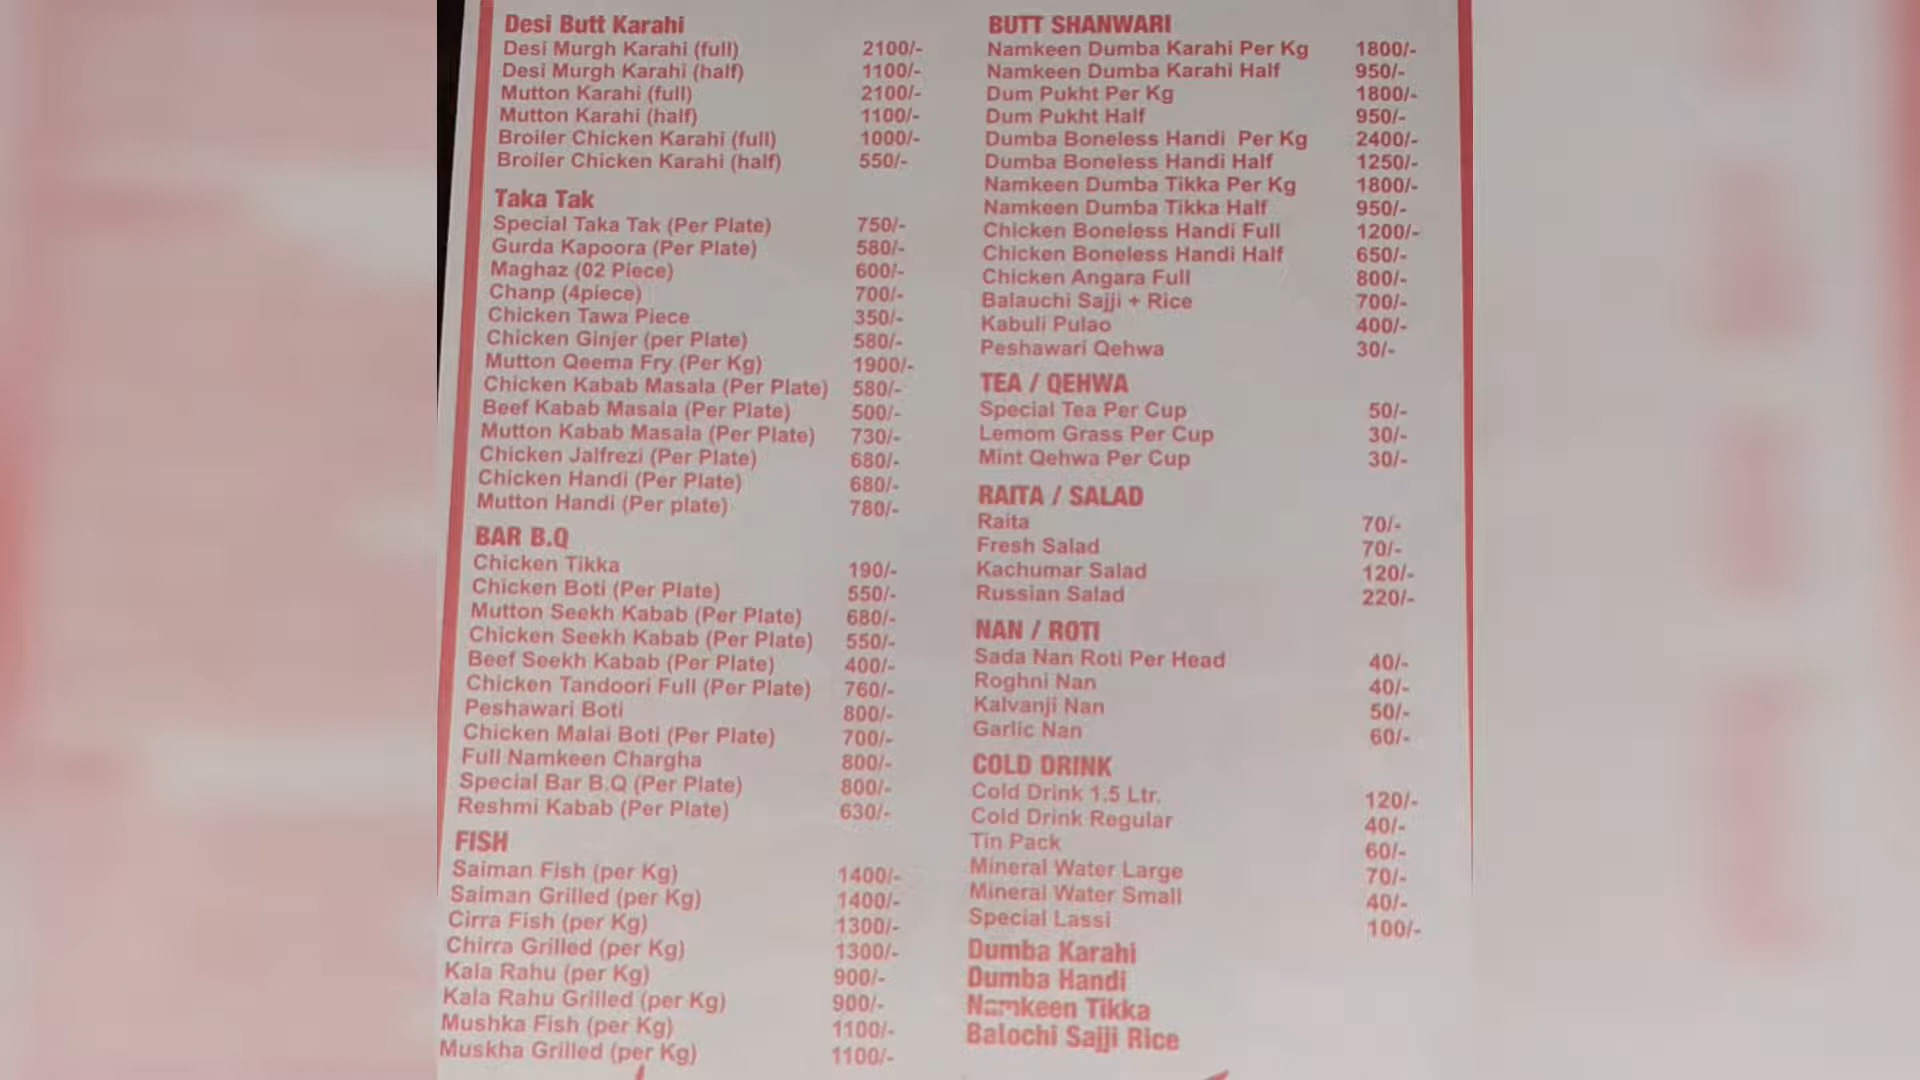 Desi Butt Karahi
Desi Murgh Karahi (full) 2100/-
Desi Murgh Karahi (half) 1100/-
Mutton Karahi (full) 2100/-
Mutton Karahi (half) 1100/-
Broiler Chicken Karahi (full) 1000/-
Broiler Chicken Karahi (half) 550/-
Taka Tak
Special Taka Tak (Per Plate) 750/-
Gurda Kapoora (Per Plate) 580/-
Maghaz (02 Piece) 600/-
Chanp (4piece) 700/-
Chicken Tawa Piece 350/-
Chicken Ginjer (per Plate) 580/-
Mutton Qeema Fry (Per Kg) 1900/-
Chicken Kabab Masala (Per Plate) 580/-
Beef Kabab Masala (Per Plate) 500/-
Mutton Kabab Masala (Per Plate) 730/-
Chicken Jalfrezi (Per Plate) 680/-
Chicken Handi (Per Plate) 680/-
Mutton Handi (Per plate) 780/-
BAR B.Q
Chicken Tikka 190/-
Chicken Boti (Per Plate) 550/-
Mutton Seekh Kabab (Per Plate) 680/-
Chicken Seekh Kabab (Per Plate) 550/-
Beef Seekh Kabab (Per Plate) 400/-
Chicken Tandoori Full (Per Plate) 760/-
Peshawari Boti 800/-
Chicken Malai Boti (Per Plate) 700/-
Full Namkeen Chargha 800/-
Special Bar B.Q (Per Plate) 800/-
Reshmi Kabab (Per Plate) 630/-
FISH
Saiman Fish (per Kg) 1400/-
Saiman Grilled (per Kg) 1400/-
Cirra Fish (per Kg) 1300/-
Chirra Grilled (per Kg) 1300/-
Kala Rahu (per Kg) 900/-
Kala Rahu Grilled (per Kg) 900/-
Mushka Fish (per Kg) 1100/-
Muskha Grilled (per Kg) 1100/-
BUTT SHANWARI
Namkeen Dumba Karahi Per Kg 1800/-
Namkeen Dumba Karahi Half 950/-
Dum Pukht Per Kg 1800/-
Dum Pukht Half 950/-
Dumba Boneless Handi Per Kg 2400/-
Dumba Boneless Handi Half 1250/-
Namkeen Dumba Tikka Per Kg 1800/-
Namkeen Dumba Tikka Half 950/-
Chicken Boneless Handi Full 1200/-
Chicken Boneless Handi Half 650/-
Chicken Angara Full 800/-
Balauchi Sajji + Rice 700/-
Kabuli Pulao 400/-
Peshawari Qehwa 30/-
TEA / QEHWA
Special Tea Per Cup 50/-
Lemom Grass Per Cup 30/-
Mint Qehwa Per Cup 30/-
RAITA / SALAD
Raita 70/-
Fresh Salad 70/-
Kachumar Salad 120/-
Russian Salad 220/-
NAN / ROTI
Sada Nan Roti Per Head 40/-
Roghni Nan 40/-
Kalvanji Nan 50/-
Garlic Nan 60/-
COLD DRINK
Cold Drink 1.5 Ltr. 120/-
Cold Drink Regular 40/-
Tin Pack 60/-
Mineral Water Large 70/-
Mineral Water Small 40/-
Special Lassi 100/-
Dumba Karahi
Dumba Handi
Namkeen Tikka
Balochi Sajji Rice